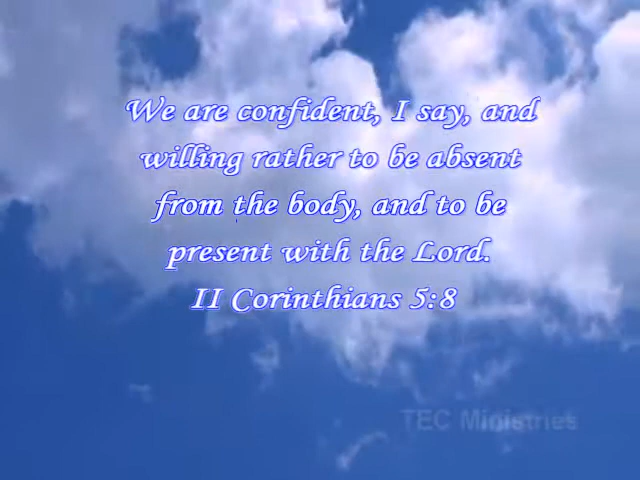 We are confident, I say, and
willing rather to be absent
from the body, and to be
present with the Lord.
II Corinthians 5:8
TEC Ministries